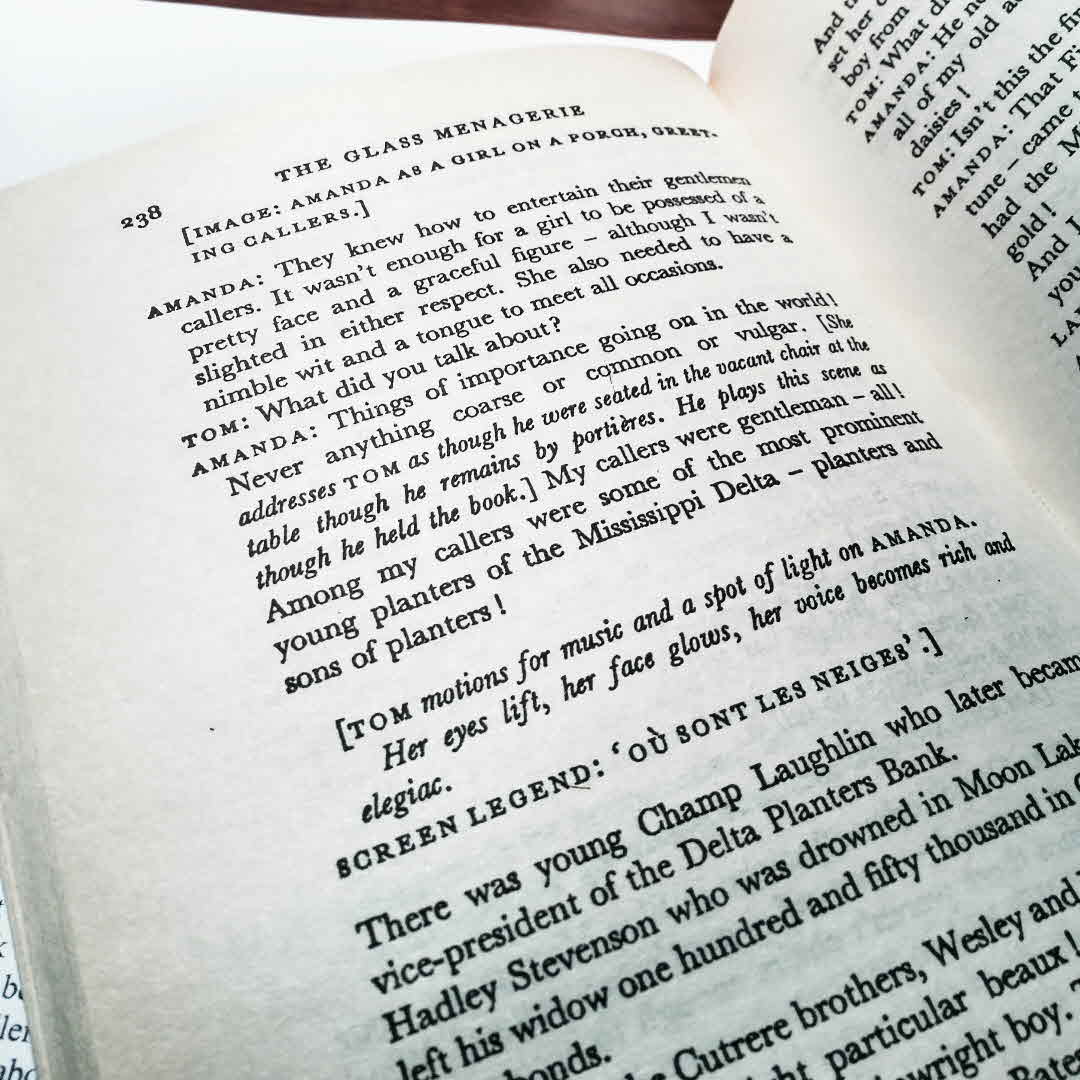 238
THE GLASS MENAGERIE
[IMAGE: AMANDA AS A GIRL ON A PORCH, GREET-
ING CALLERS.]
AMANDA: They knew how to entertain their gentlemen
callers. It wasn't enough for a girl to be possessed of a
pretty face and a graceful figure – although I wasn't
slighted in either respect. She also needed to have a
nimble wit and a tongue to meet all occasions.
TOM: What did you talk about?
AMANDA: Things of importance going on in the world!
Never anything coarse or common or vulgar. [She
addresses TOM as though he were seated in the vacant chair at the
table though he remains by portières. He plays this scene as
though he held the book.] My callers were gentleman – all!
Among my callers were some of the most prominent
young planters of the Mississippi Delta – planters and
sons of planters!
[TOM motions for music and a spot of light on AMANDA.
Her eyes lift, her face glows, her voice becomes rich and
elegiac.
SCREEN LEGEND: 'OÙ SONT LES NEIGES'.]
There was young Champ Laughlin who later becam
vice-president of the Delta Planters Bank.
Hadley Stevenson who was drowned in Moon Lak
left his widow one hundred and fifty thousand in
bonds.
Cutrere brothers, Wesley and
particular beaux!
wright boy.
Bates
And
set her
boy from
TOM: What di
AMANDA: He
all of my old
daisies!
TOM: Isn't this the fi
AMANDA: That F
tune – came
had the M
gold!
And I
you
LA